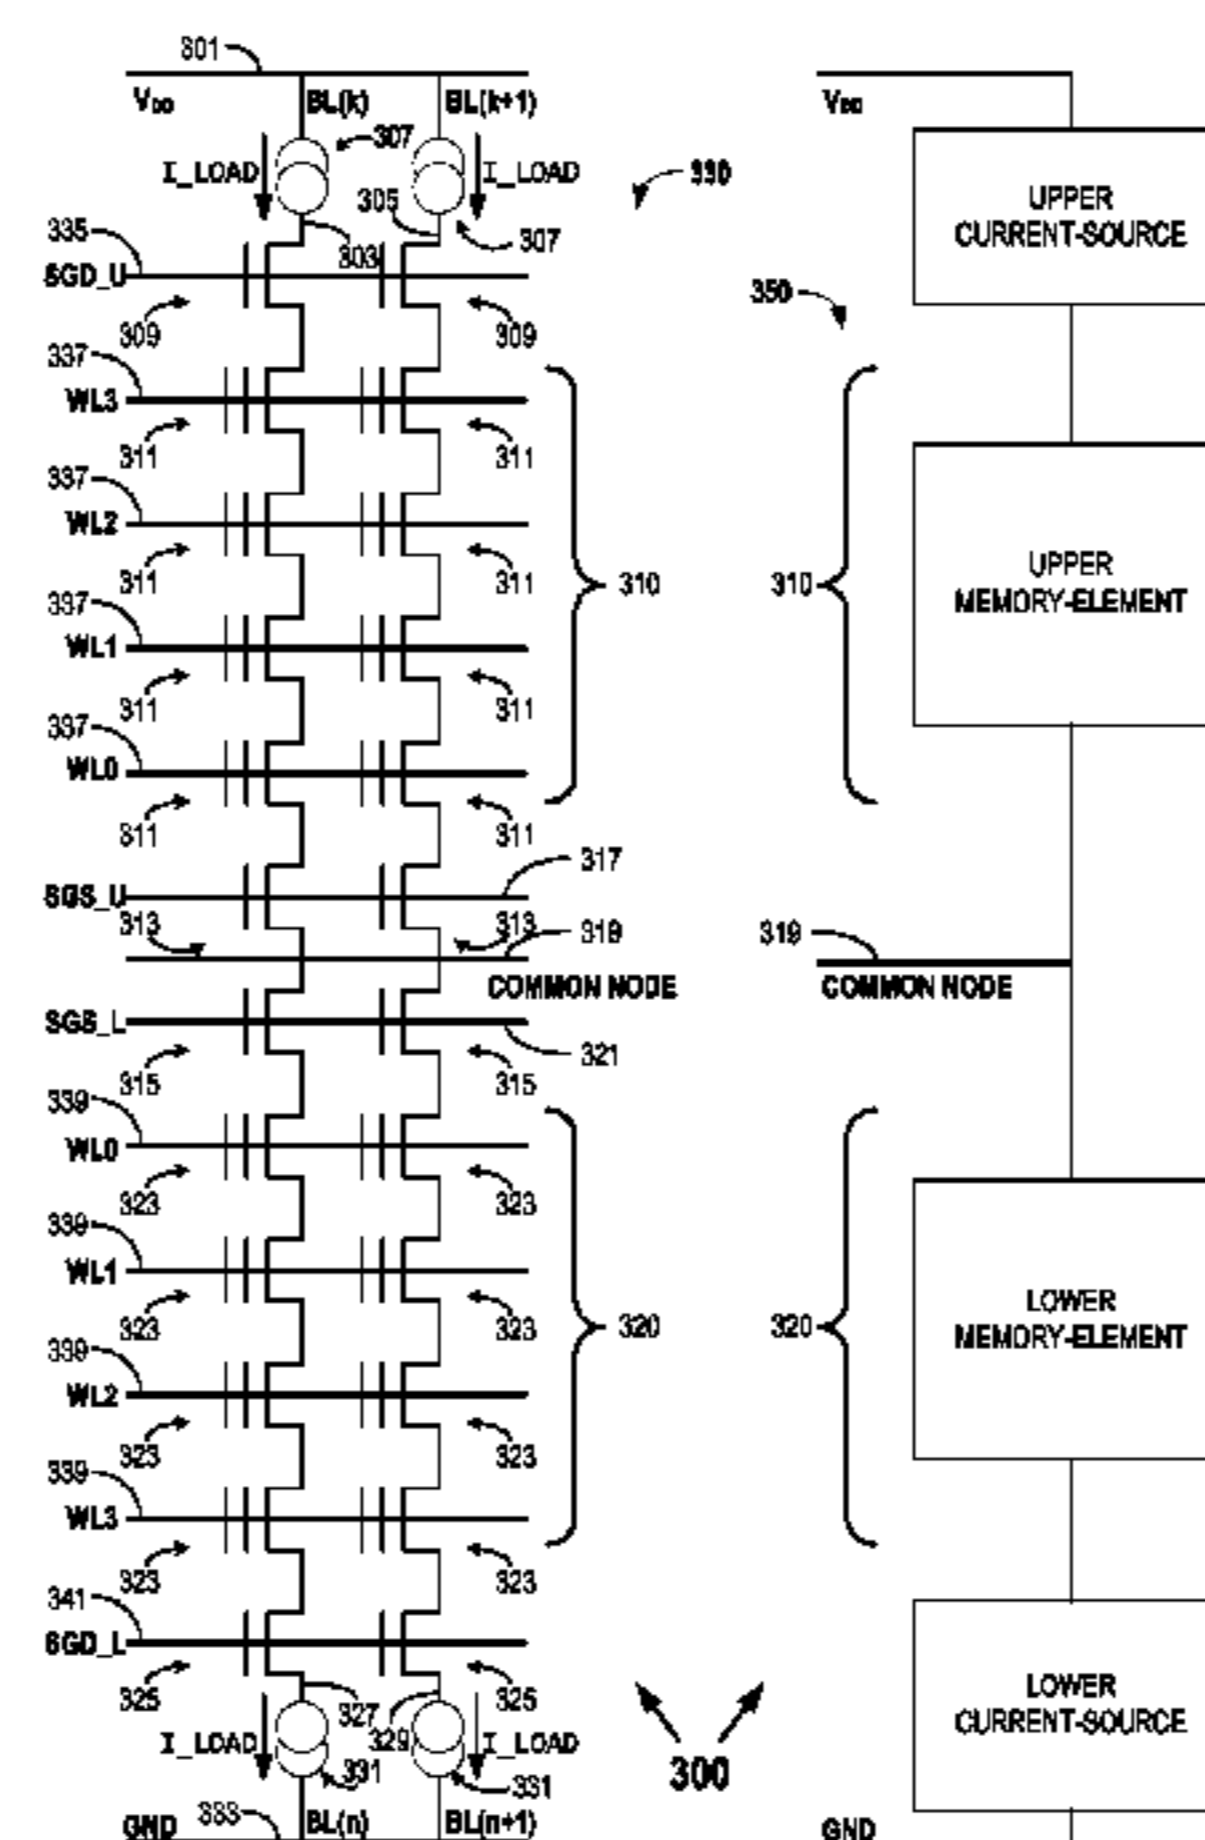 301
VDD BL(k) BL(k+1) VDD
307
I_LOAD I_LOAD 330
305
UPPER
CURRENT-SOURCE
335 303 307
SGD_U
350
309 309
337
WL3
311 311
337
WL2
311 311
310 310
UPPER
MEMORY-ELEMENT
337
WL1
311 311
337
WL0
311 311
317
SGS_U
313 313 319 319
COMMON NODE COMMON NODE
SGS_L
321
315 315
339
WL0
323 323
339
WL1
LOWER
MEMORY-ELEMENT
323 323 320 320
339
WL2
323 323
339
WL3
323 323
341
SGD_L
325 325
327
329
LOWER
CURRENT-SOURCE
I_LOAD I_LOAD
331 331
300
GND 333 BL(n) BL(n+1) GND